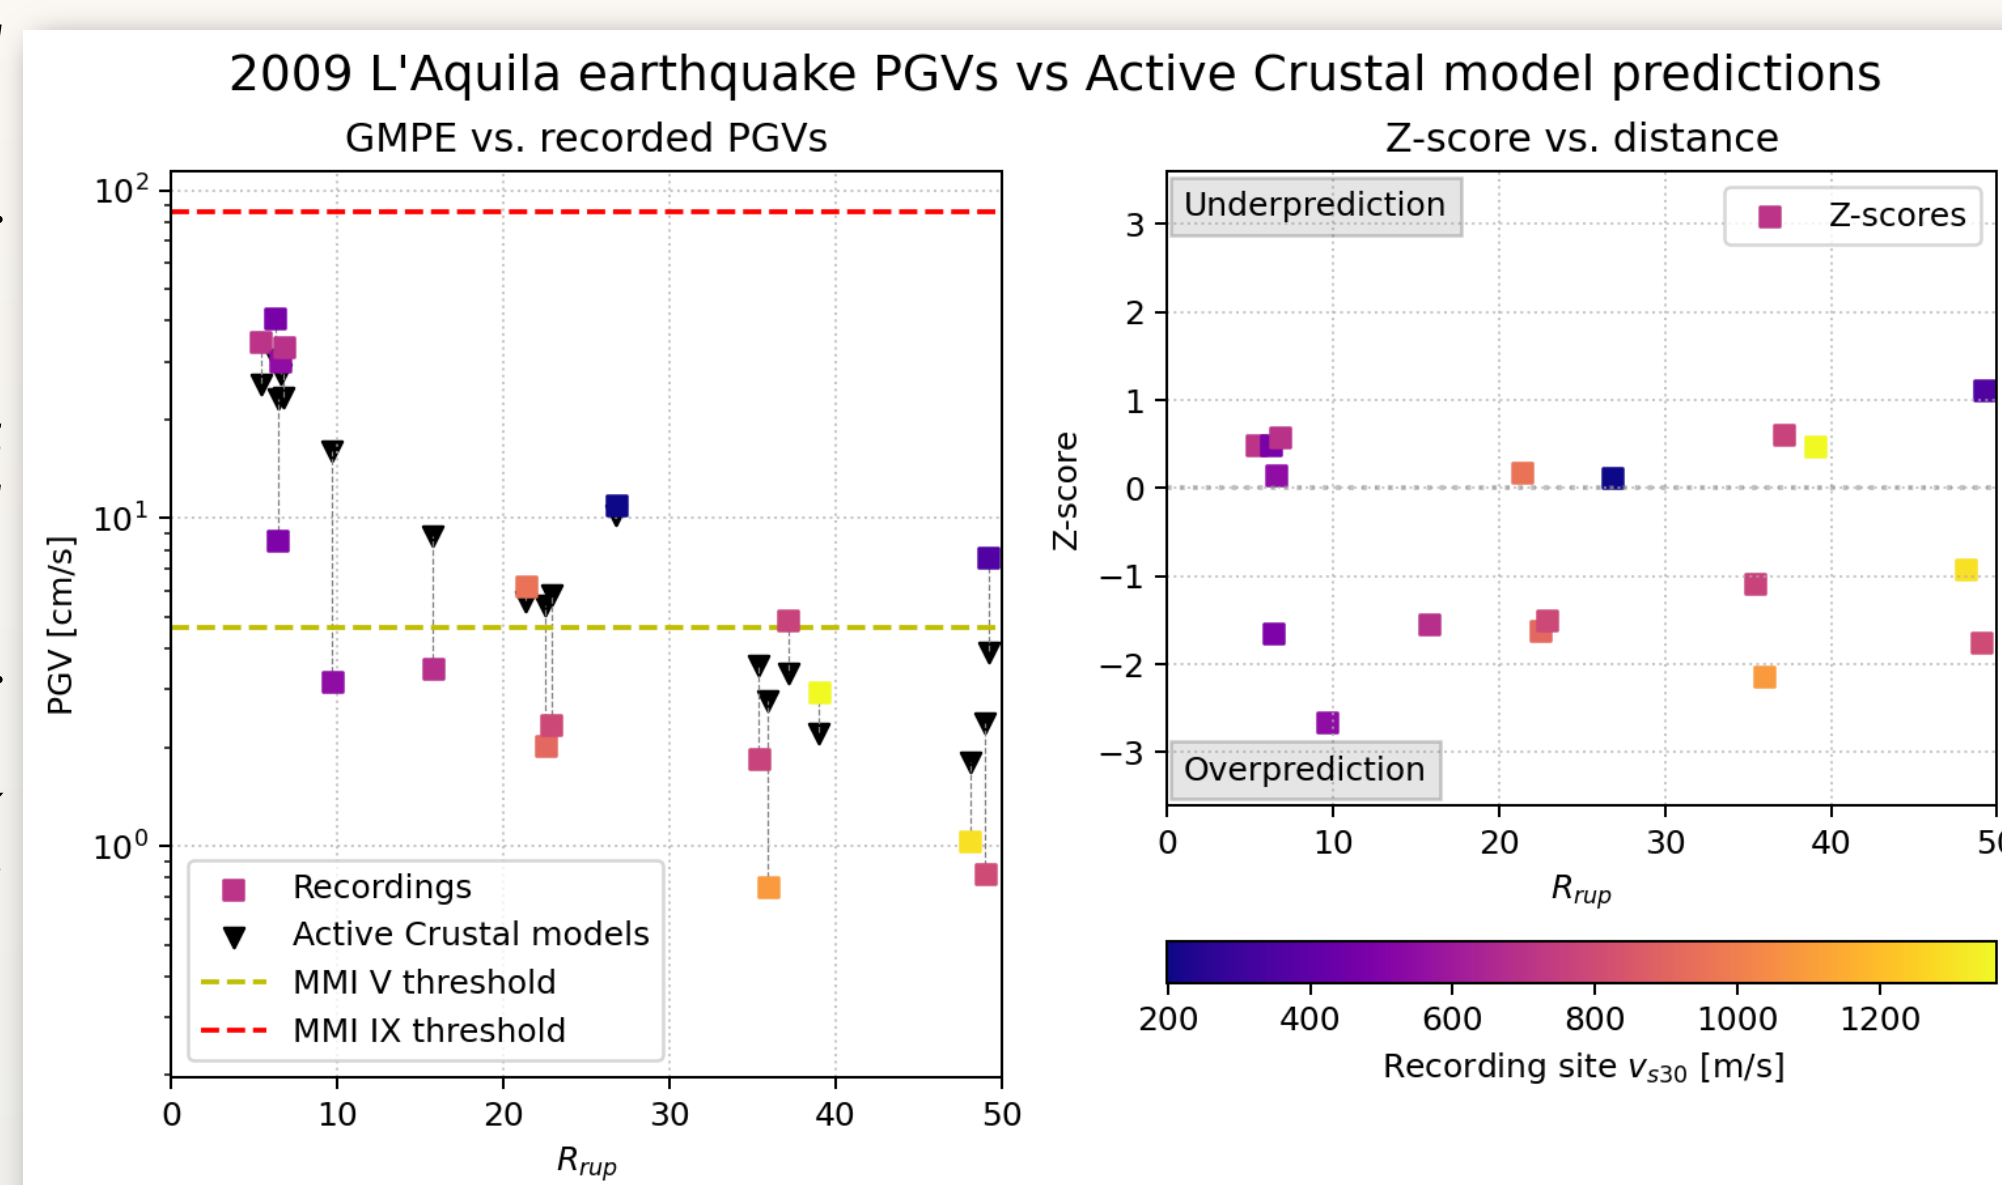 2009 L'Aquila earthquake PGVs vs Active Crustal model predictions
GMPE vs. recorded PGVs
PGV [cm/s]
10²
10¹
10⁰
Recordings
Active Crustal models
MMI V threshold
MMI IX threshold
0 10 20 30 40 50
R_rup
Z-score vs. distance
Underprediction
Z-scores
Z-score
3
2
1
0
−1
−2
−3
Overprediction
0 10 20 30 40
R_rup
200 400 600 800 1000 1200
Recording site v_s30 [m/s]